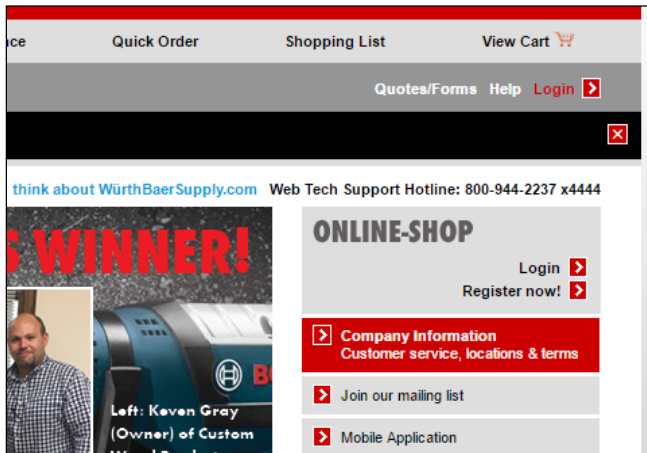 Quick Order Shopping List View Cart
Quotes/Forms Help Login
think about WürthBaerSupply.com Web Tech Support Hotline: 800-944-2237 x4444
WINNER!
ONLINE-SHOP
Login
Register now!
Company Information
Customer service, locations & terms
Join our mailing list
Mobile Application
BOSCH
Left: Keven Gray
(Owner) of Custom